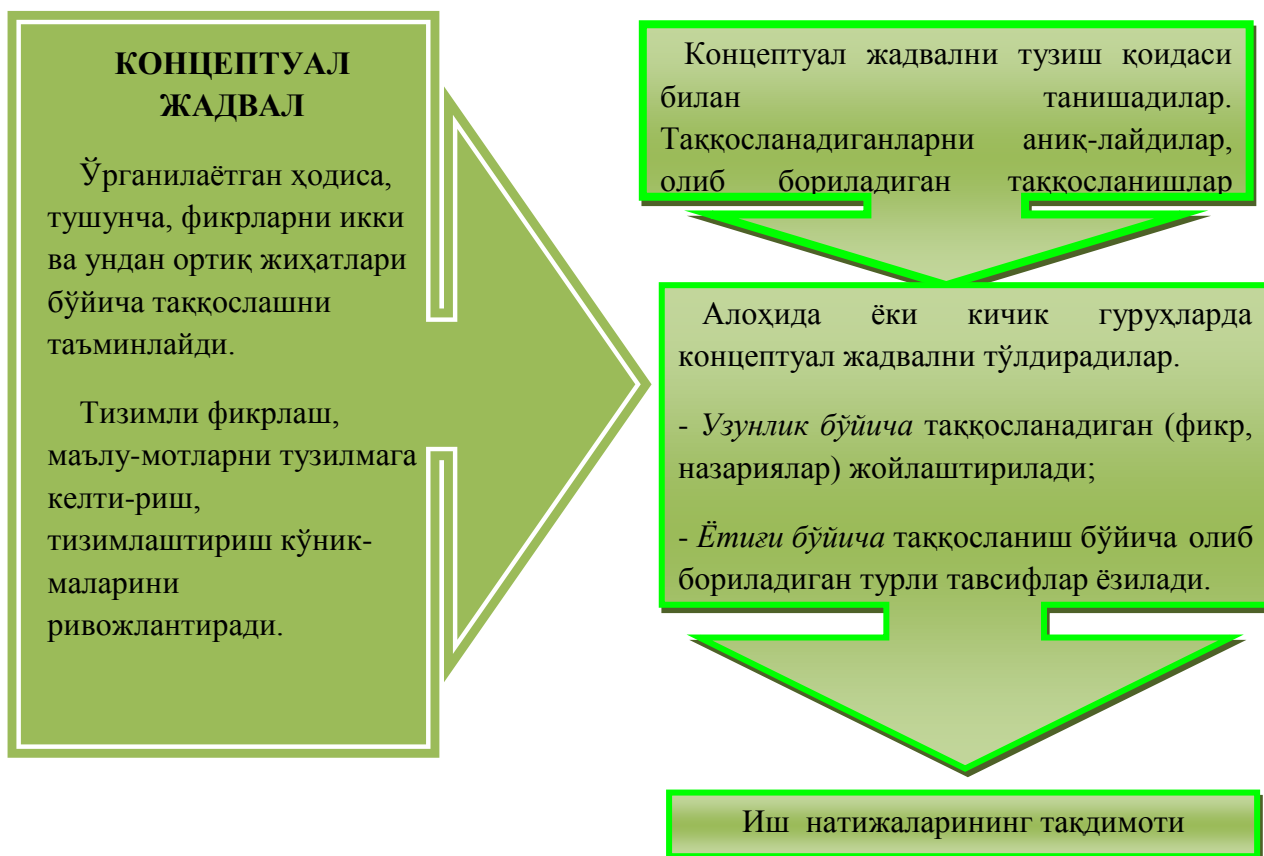 КОНЦЕПТУАЛ
ЖАДВАЛ
Ўрганилаётган ҳодиса,
тушунча, фикрларни икки
ва ундан ортиқ жиҳатлари
бўйича таққослашни
таъминлайди.
Тизимли фикрлаш,
маълу-мотларни тузилмага
келти-риш,
тизимлаштириш кўник-
маларини
ривожлантиради.
Концептуал жадвални тузиш қоидаси
билан танишадилар.
Таққосланадиганларни аниқ-лайдилар,
олиб бориладиган таққосланишлар
Алоҳида ёки кичик гуруҳларда
концептуал жадвални тўлдирадилар.
- Узунлик бўйича таққосланадиган (фикр,
назариялар) жойлаштирилади;
- Ётиғи бўйича таққосланиш бўйича олиб
бориладиган турли тавсифлар ёзилади.
Иш натижаларининг тақдимоти